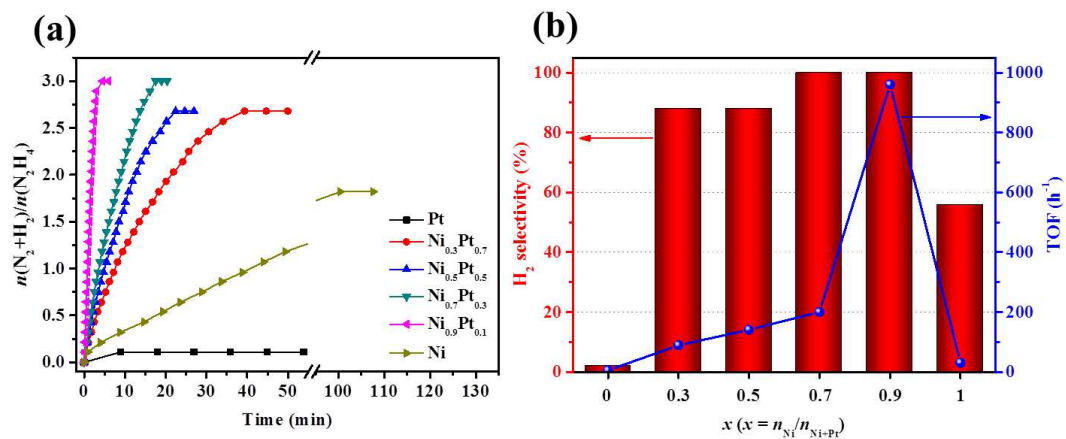 (a)
n(N₂+H₂)/n(N₂H₄)
3.0
2.5
2.0
1.5
1.0
0.5
0.0
Pt
Ni₀.₃Pt₀.₇
Ni₀.₅Pt₀.₅
Ni₀.₇Pt₀.₃
Ni₀.₉Pt₀.₁
Ni
0 10 20 30 40 50 100 110 120 130
Time (min)
(b)
H₂ selectivity (%)
100
80
60
40
20
0
1000
800
600
400
200
0
TOF (h⁻¹)
0 0.3 0.5 0.7 0.9 1
x (x = nNi/nNi+Pt)